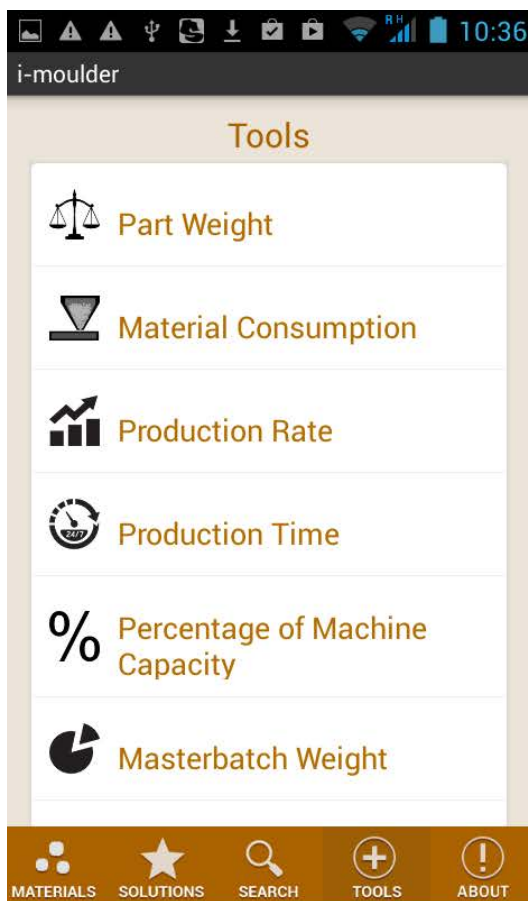 R H
10:36
i-moulder
Tools
Part Weight
Material Consumption
Production Rate
24/7
Production Time
%
Percentage of Machine
Capacity
Masterbatch Weight
MATERIALS SOLUTIONS SEARCH TOOLS ABOUT